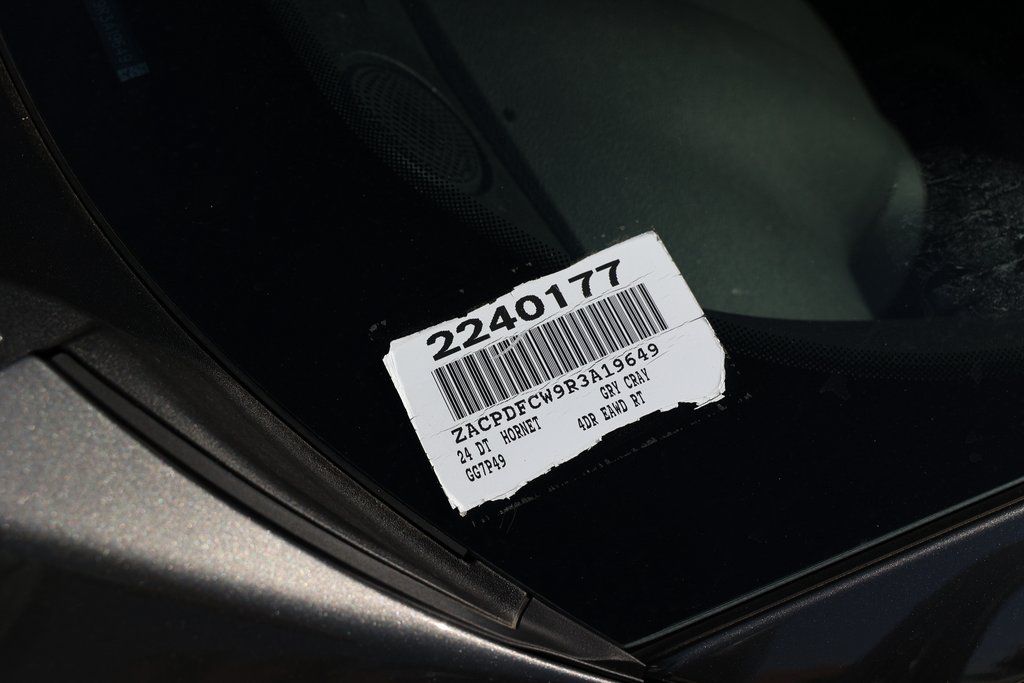 2240177
ZACPDFCW9R3A19649
24 DT HORNET GRY CRAY
GG7P49 4DR EAWD RT